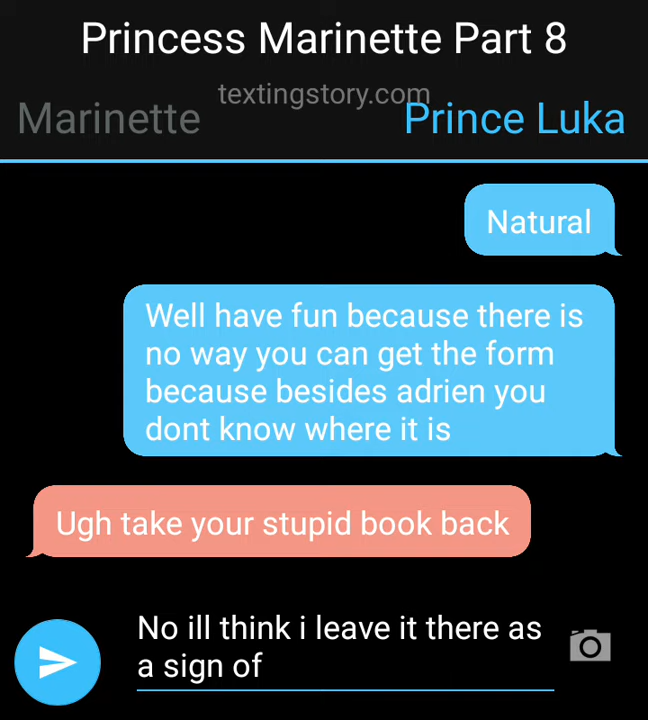 Princess Marinette Part 8
textingstory.com
Marinette
Prince Luka
Natural
Well have fun because there is
no way you can get the form
because besides adrien you
dont know where it is
Ugh take your stupid book back
No ill think i leave it there as
a sign of